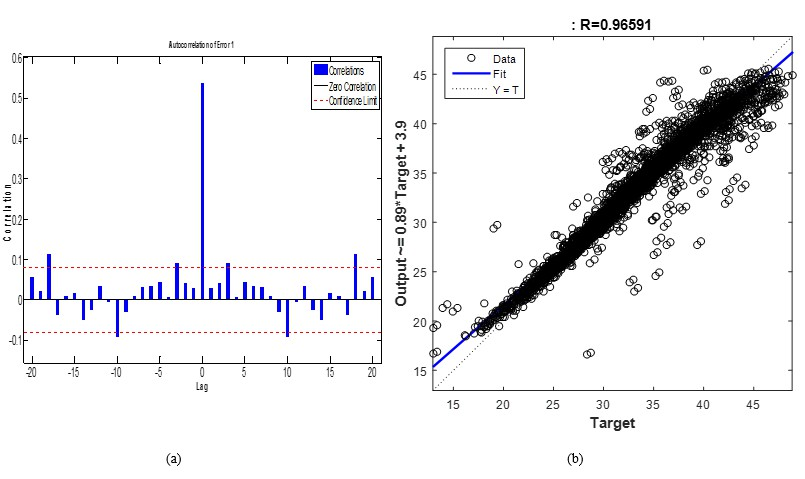 Autocorrelation of Error 1
Correlations
Zero Correlation
Confidence Limit
0.6
0.5
0.4
0.3
0.2
0.1
0
-0.1
Correlation
-20 -15 -10 -5 0 5 10 15 20
Lag
(a)
: R=0.96591
Data
Fit
Y = T
45
40
35
30
25
20
15
Output ~= 0.89*Target + 3.9
15 20 25 30 35 40 45
Target
(b)